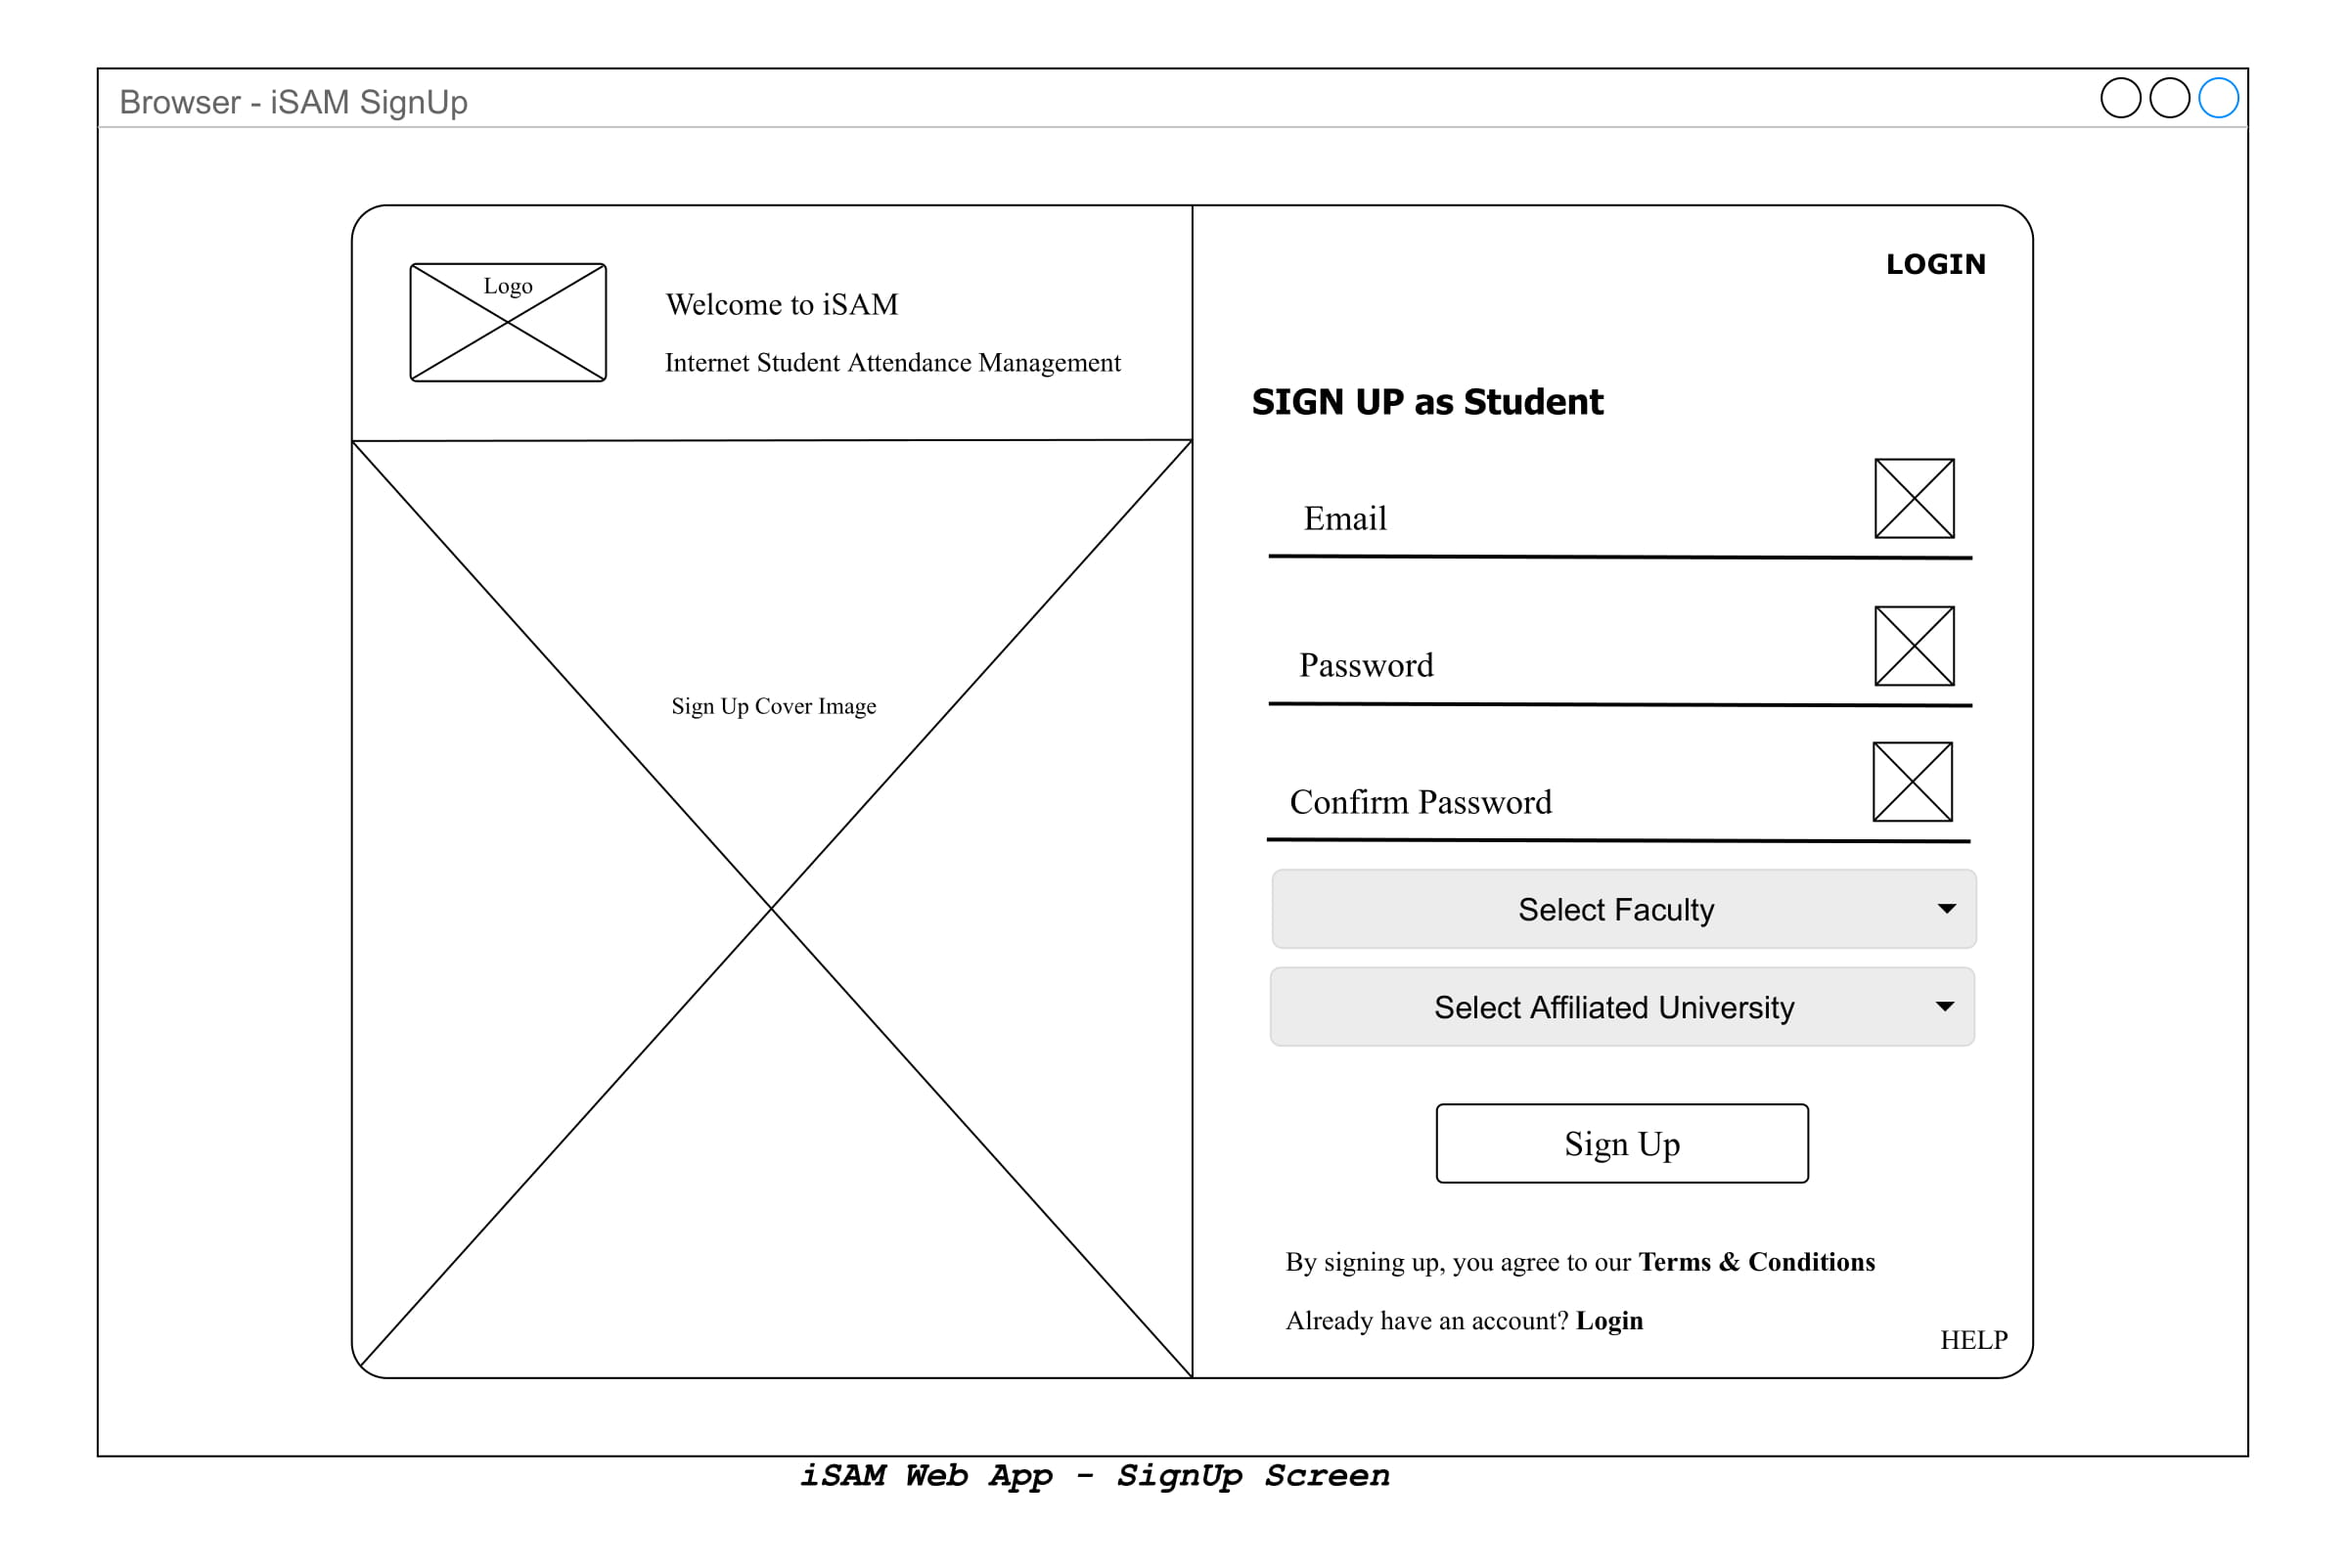 Browser - iSAM SignUp
Logo
Welcome to iSAM
Internet Student Attendance Management
Sign Up Cover Image
LOGIN
SIGN UP as Student
Email
Password
Confirm Password
Select Faculty
Select Affiliated University
Sign Up
By signing up, you agree to our Terms & Conditions
Already have an account? Login
HELP
iSAM Web App - SignUp Screen